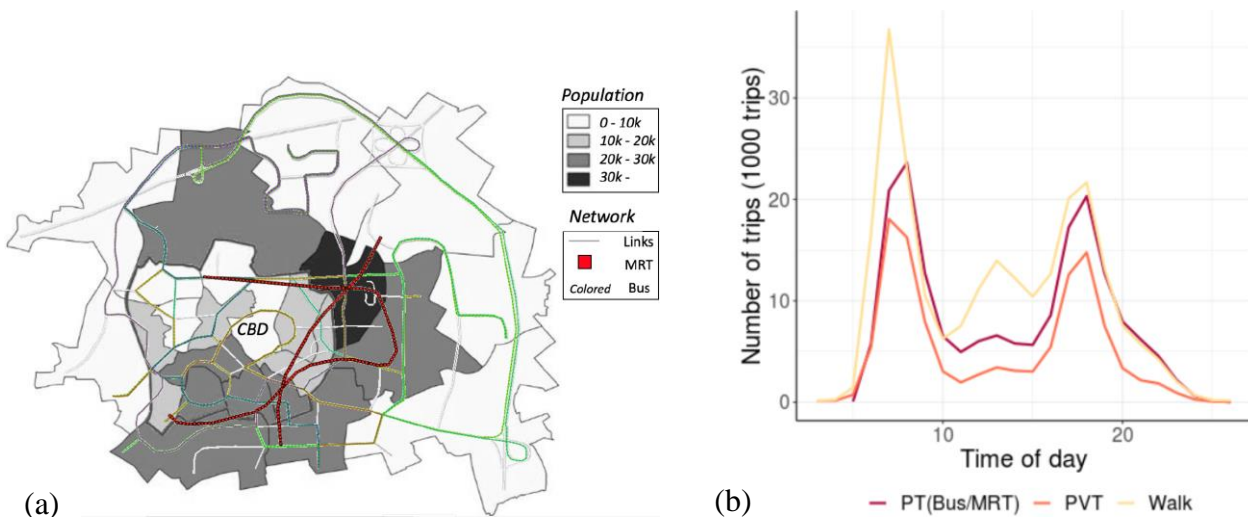 Population
0 - 10k
10k - 20k
20k - 30k
30k -
Network
Links
MRT
Colored Bus
CBD
(a)
Number of trips (1000 trips)
30
20
10
0
10
20
Time of day
PT(Bus/MRT) PVT Walk
(b)